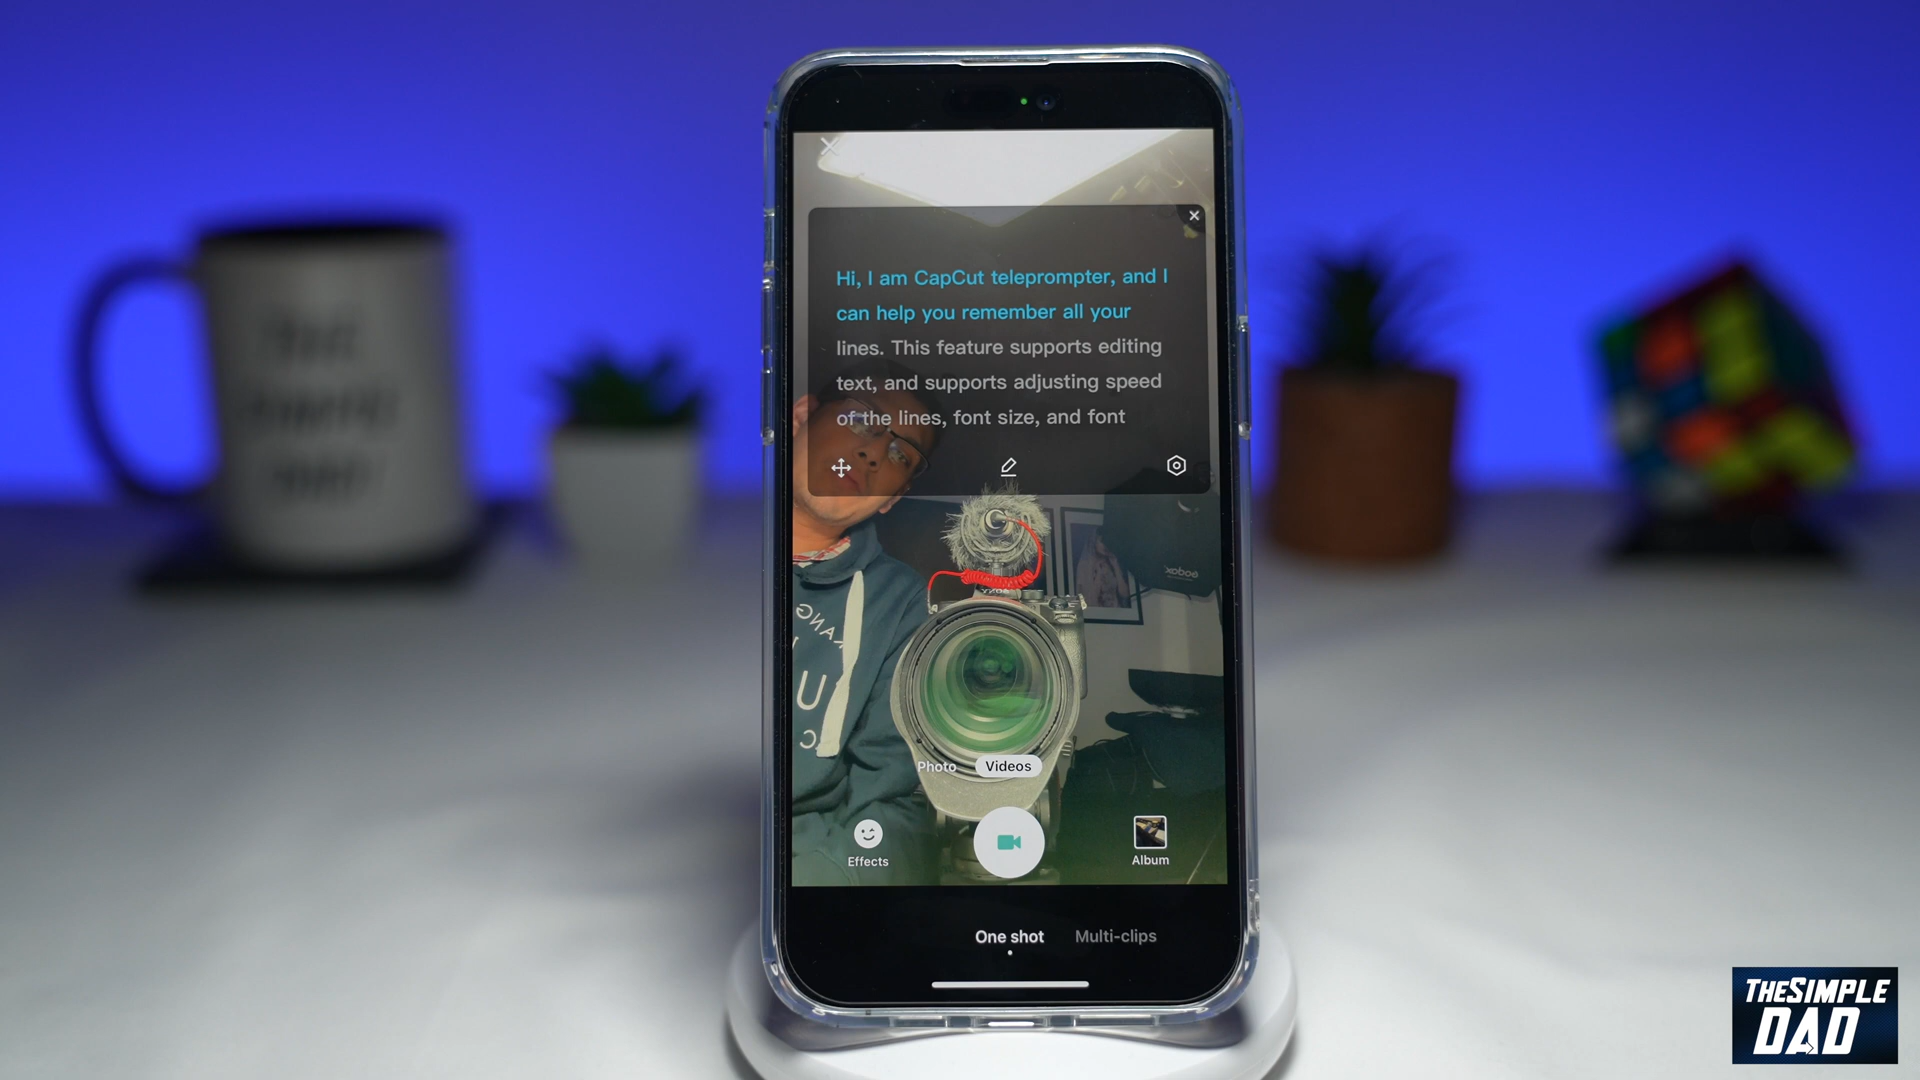 Hi, I am CapCut teleprompter, and I
can help you remember all your
lines. This feature supports editing
text, and supports adjusting speed
of the lines, font size, and font
Photo
Videos
Effects
Album
One shot
Multi-clips
THESIMPLE
DAD